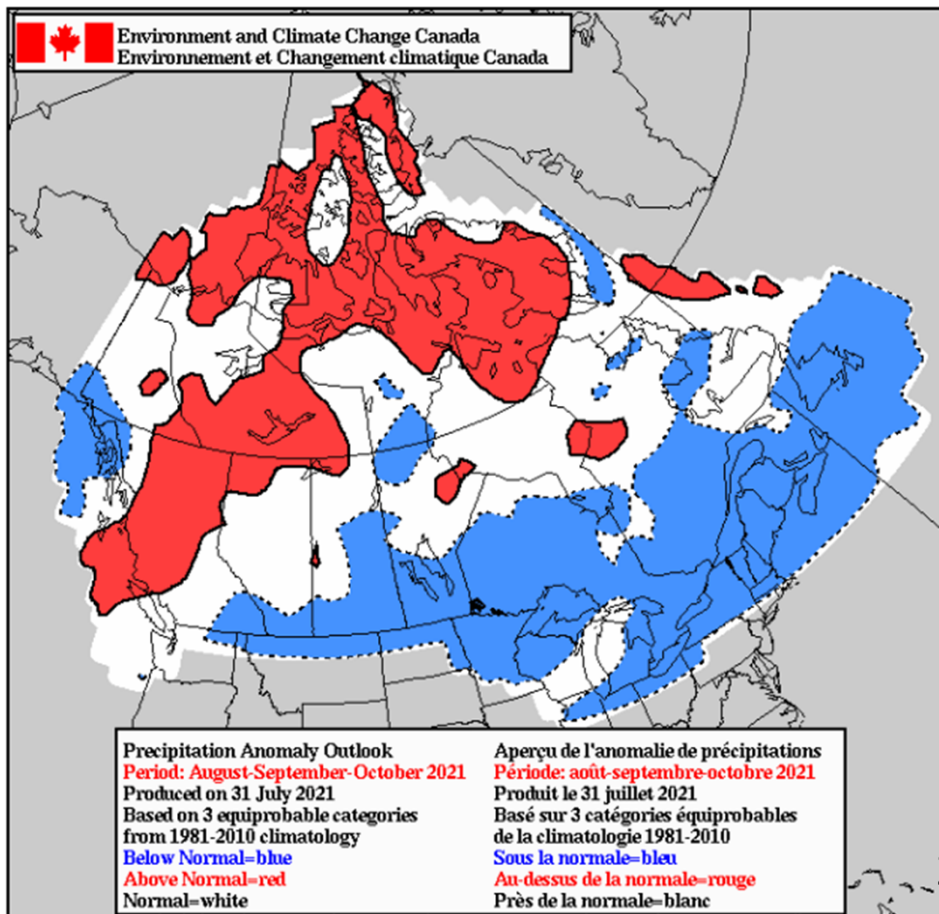 Environment and Climate Change Canada
Environnement et Changement climatique Canada
Precipitation Anomaly Outlook
Period: August-September-October 2021
Produced on 31 July 2021
Based on 3 equiprobable categories
from 1981-2010 climatology
Below Normal=blue
Above Normal=red
Normal=white
Aperçu de l'anomalie de précipitations
Période: août-septembre-octobre 2021
Produit le 31 juillet 2021
Basé sur 3 catégories équiprobables
de la climatologie 1981-2010
Sous la normale=bleu
Au-dessus de la normale=rouge
Près de la normale=blanc